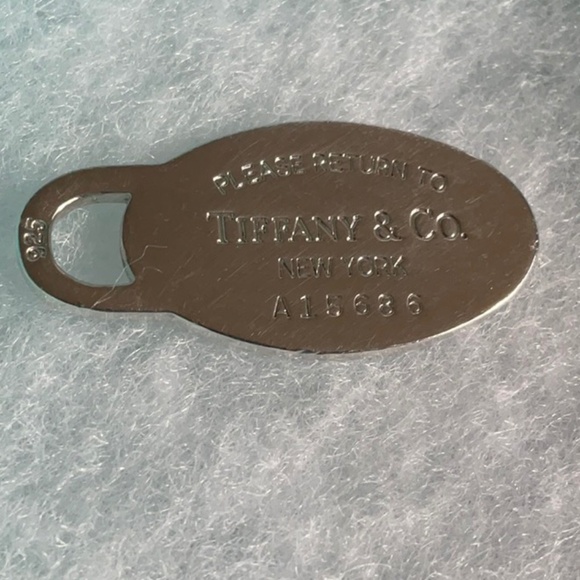 PLEASE RETURN TO
TIFFANY & CO.
NEW YORK
A15686
925